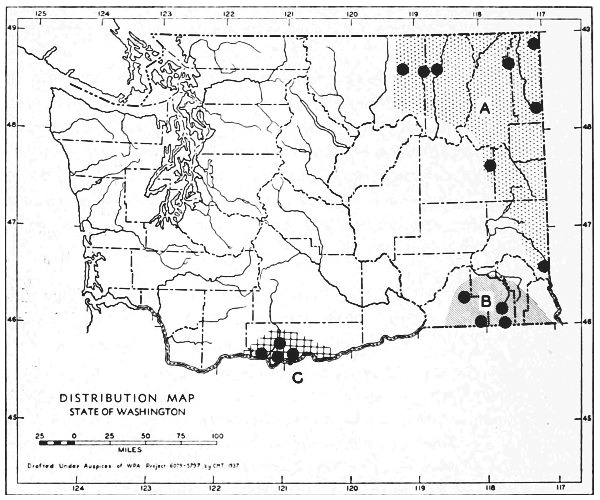 124 123 122 121 120 119 118 117
49 49
A
48 48
47 47
B
46 46
C
DISTRIBUTION MAP
STATE OF WASHINGTON
45 45
25 0 25 50 75 100
MILES
Drafted Under Auspices of WPA Project 6079-5797 by CHT 1937
124 123 122 121 120 119 118 117